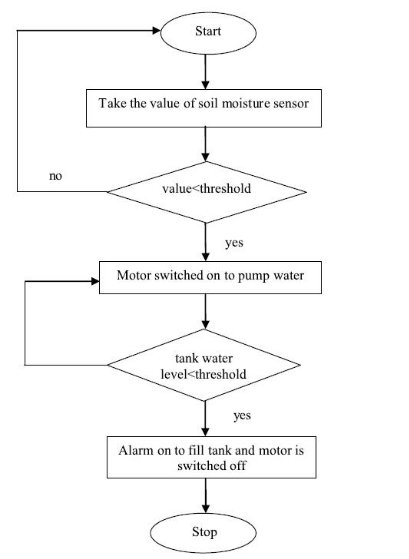 Start
Take the value of soil moisture sensor
no
value<threshold
yes
Motor switched on to pump water
tank water
level<threshold
yes
Alarm on to fill tank and motor is
switched off
Stop